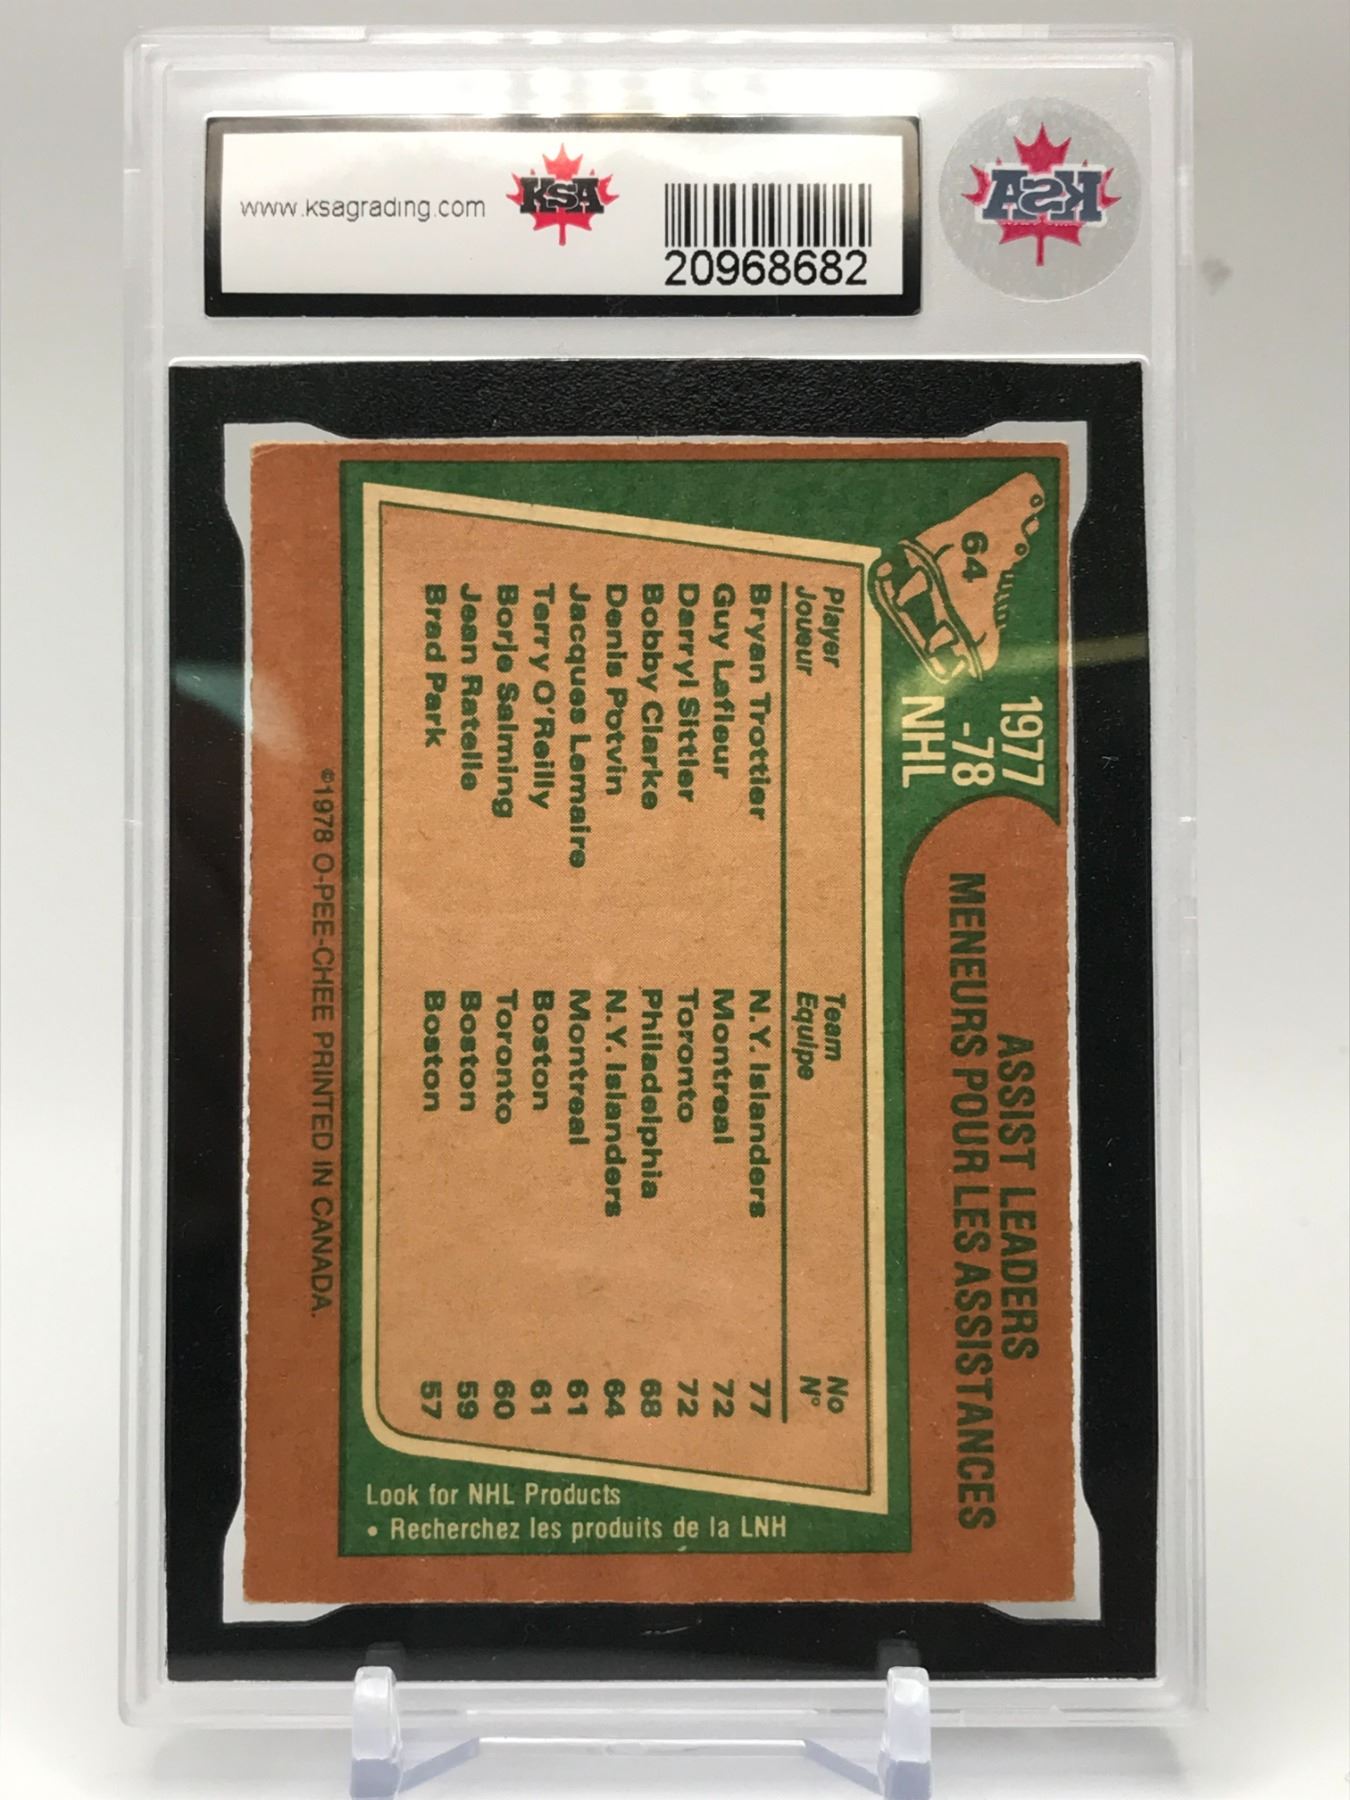 www.ksagrading.com
KSA
20968682
KSA
64
1977
-78
NHL
ASSIST LEADERS
MENEURS POUR LES ASSISTANCES
Player Team No
Joueur Equipe N°
Bryan Trottier N.Y. Islanders 77
Guy Lafleur Montreal 72
Darryl Sittler Toronto 72
Bobby Clarke Philadelphia 68
Denis Potvin N.Y. Islanders 64
Jacques Lemaire Montreal 61
Terry O'Reilly Boston 61
Borje Salming Toronto 60
Jean Ratelle Boston 59
Brad Park Boston 57
Look for NHL Products
• Recherchez les produits de la LNH
©1978 O-PEE-CHEE PRINTED IN CANADA.